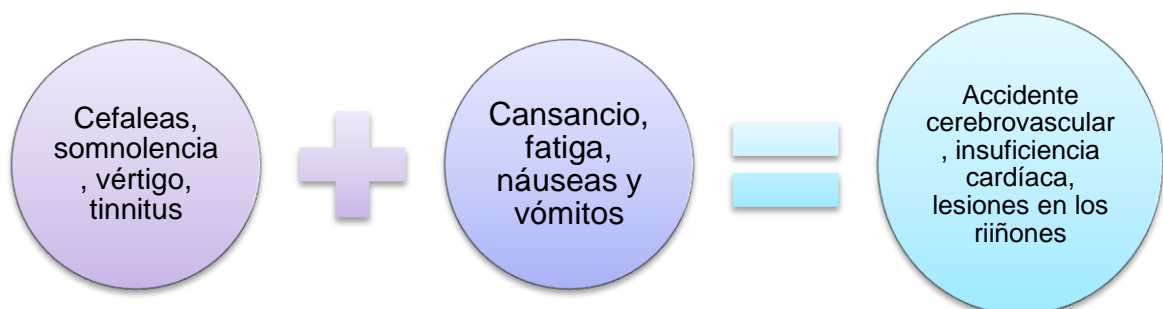 Cefaleas,
somnolencia
, vértigo,
tinnitus
Cansancio,
fatiga,
náuseas y
vómitos
Accidente
cerebrovascular
, insuficiencia
cardíaca,
lesiones en los
riiñones